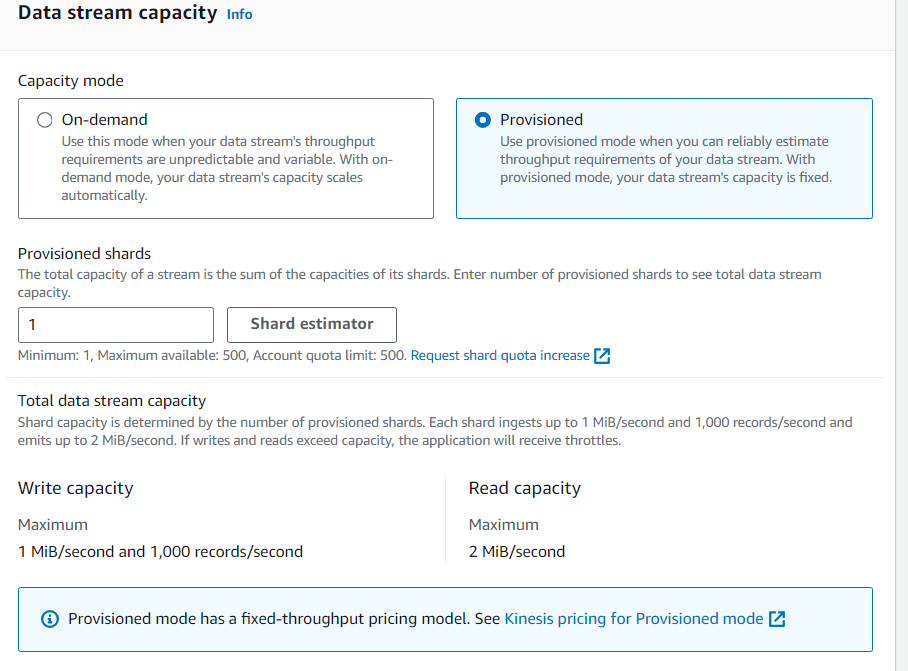 Data stream capacity Info
Capacity mode
On-demand
Use this mode when your data stream's throughput
requirements are unpredictable and variable. With on-
demand mode, your data stream's capacity scales
automatically.
Provisioned
Use provisioned mode when you can reliably estimate
throughput requirements of your data stream. With
provisioned mode, your data stream's capacity is fixed.
Provisioned shards
The total capacity of a stream is the sum of the capacities of its shards. Enter number of provisioned shards to see total data stream
capacity.
1
Shard estimator
Minimum: 1, Maximum available: 500, Account quota limit: 500. Request shard quota increase
Total data stream capacity
Shard capacity is determined by the number of provisioned shards. Each shard ingests up to 1 MiB/second and 1,000 records/second and
emits up to 2 MiB/second. If writes and reads exceed capacity, the application will receive throttles.
Write capacity
Maximum
1 MiB/second and 1,000 records/second
Read capacity
Maximum
2 MiB/second
Provisioned mode has a fixed-throughput pricing model. See Kinesis pricing for Provisioned mode